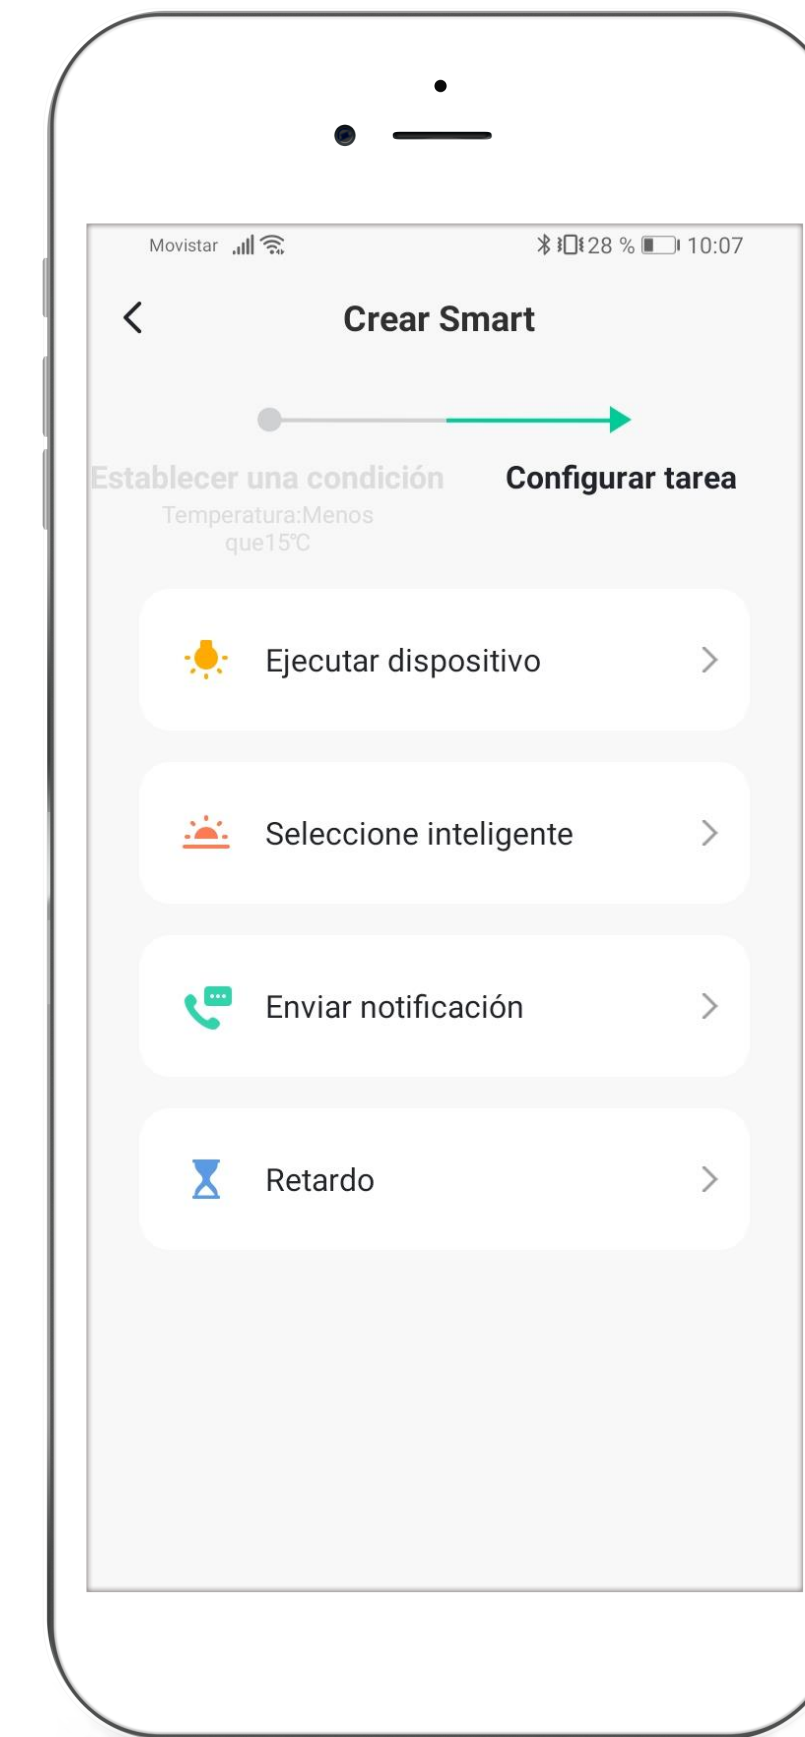 Movistar 28 % 10:07
Crear Smart
Establecer una condición Configurar tarea
Temperatura:Menos
que15℃
Ejecutar dispositivo
Seleccione inteligente
Enviar notificación
Retardo